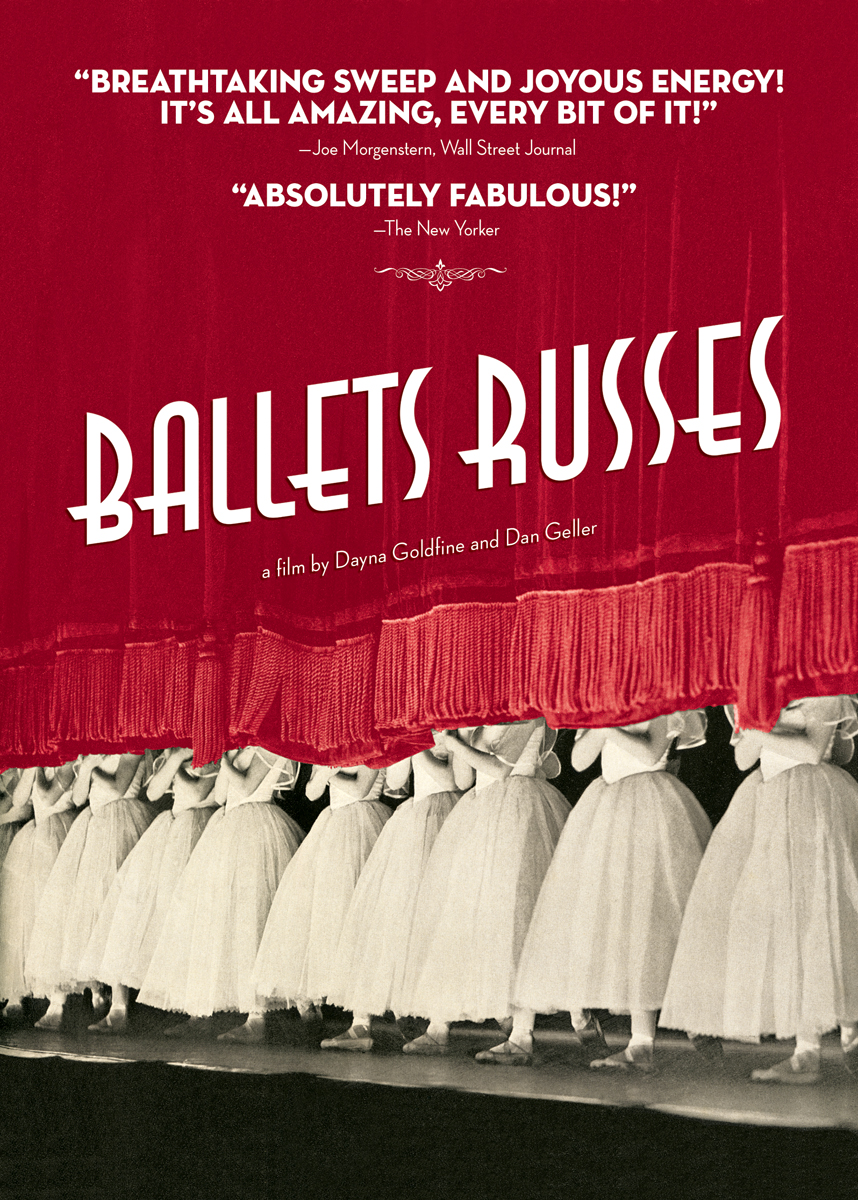 “BREATHTAKING SWEEP AND JOYOUS ENERGY!
IT’S ALL AMAZING, EVERY BIT OF IT!”
—Joe Morgenstern, Wall Street Journal
“ABSOLUTELY FABULOUS!”
—The New Yorker
BALLETS RUSSES
a film by Dayna Goldfine and Dan Geller